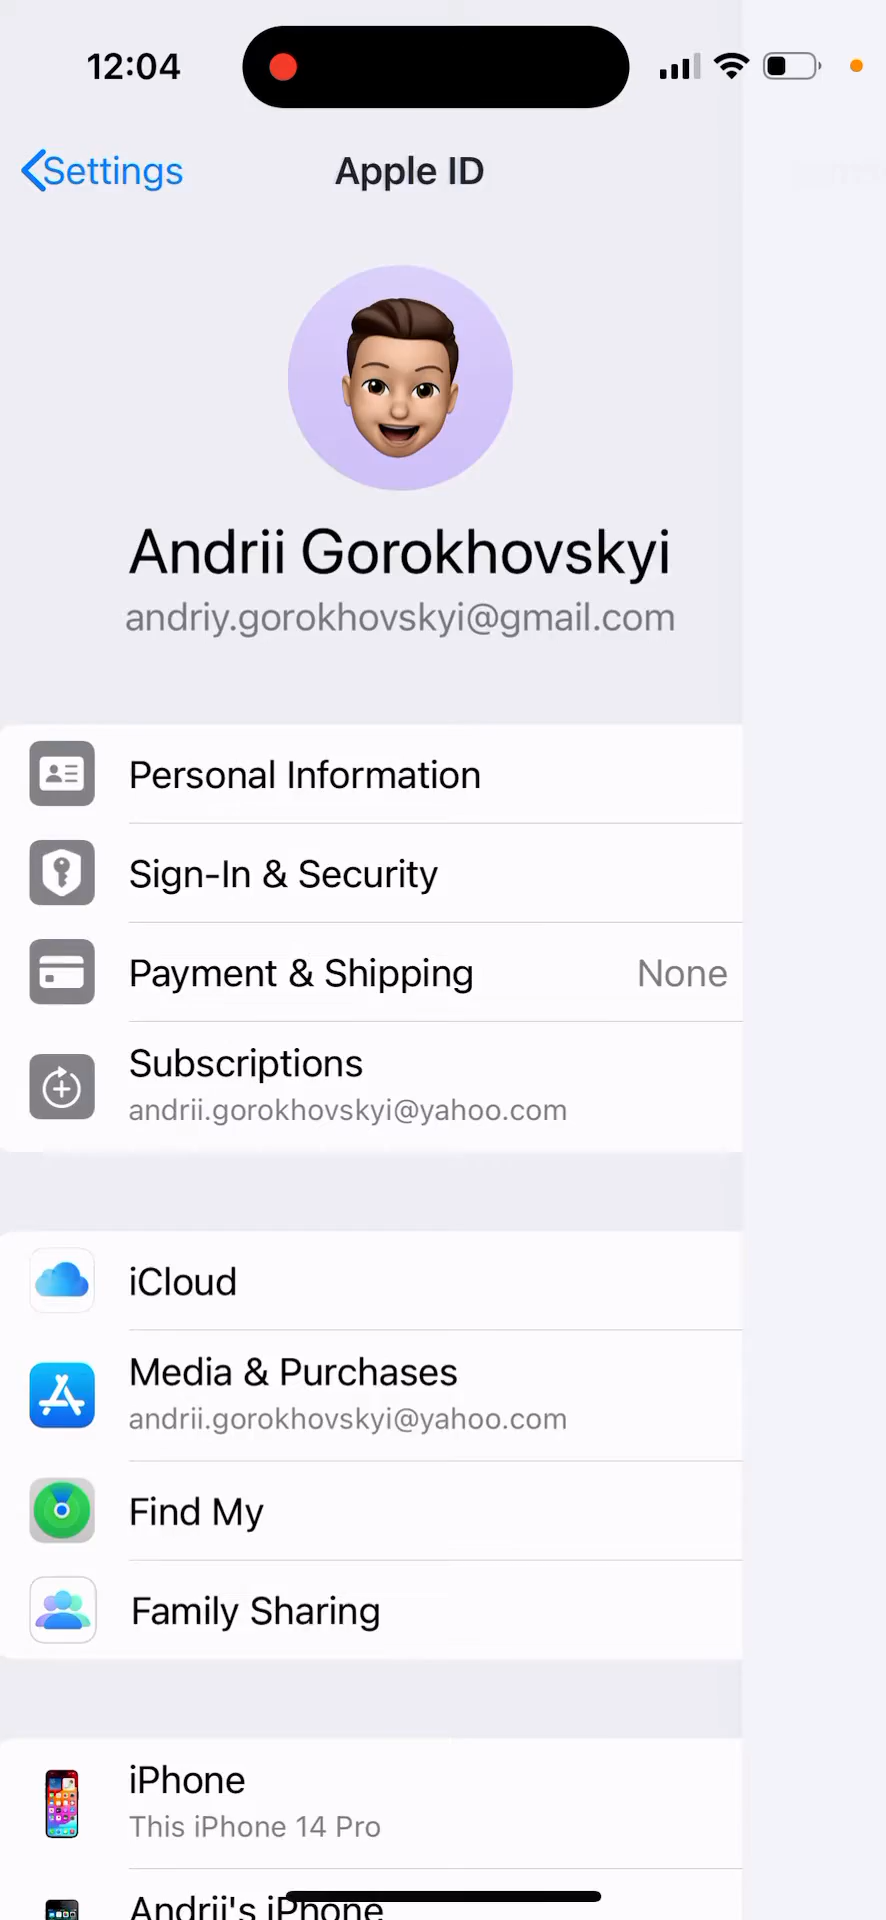 12:04
Settings
Apple ID
Andrii Gorokhovskyi
andriy.gorokhovskyi@gmail.com
Personal Information
Sign-In & Security
Payment & Shipping None
Subscriptions
andrii.gorokhovskyi@yahoo.com
iCloud
Media & Purchases
andrii.gorokhovskyi@yahoo.com
Find My
Family Sharing
iPhone
This iPhone 14 Pro
Andrii's iPhone